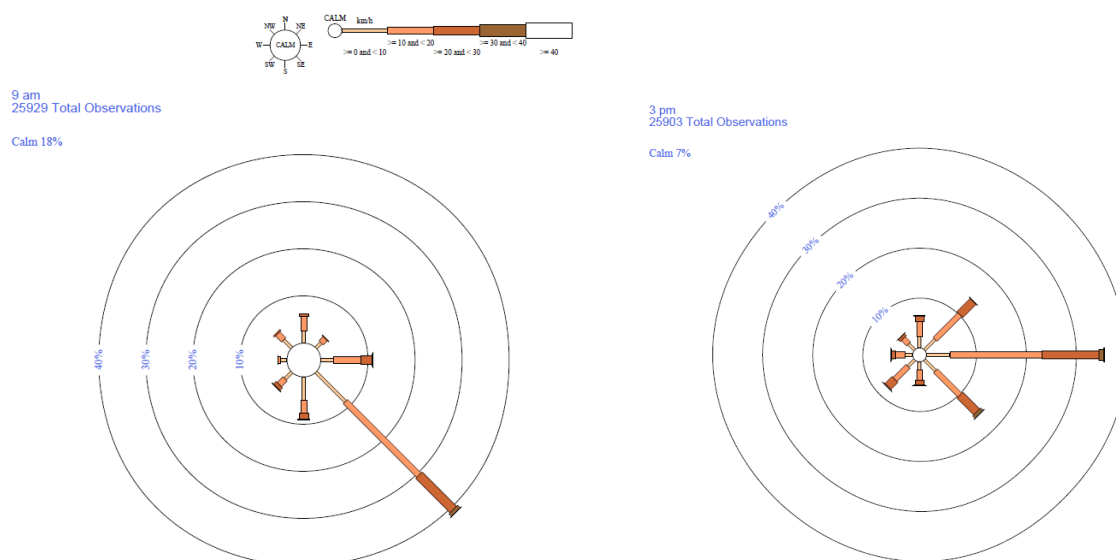 N
NW NE
W CALM E
SW SE
S
CALM km/h
>= 10 and < 20 >= 30 and < 40
>= 0 and < 10 >= 20 and < 30 >= 40
9 am
25929 Total Observations
Calm 18%
40% 30% 20% 10%
3 pm
25903 Total Observations
Calm 7%
40%
30%
20%
10%